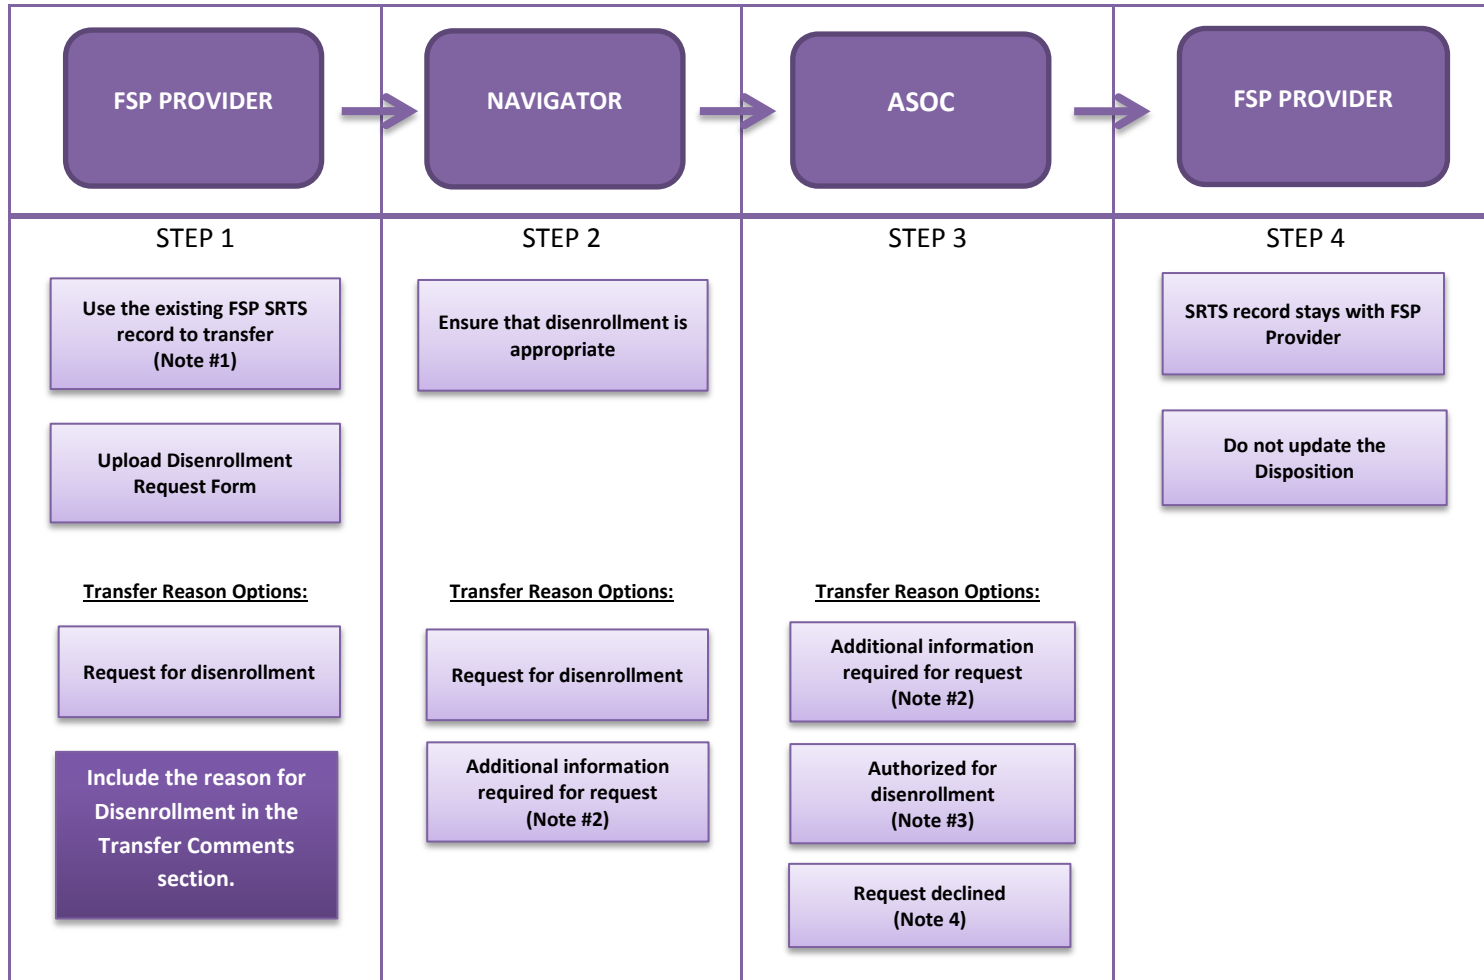 FSP PROVIDER
NAVIGATOR
ASOC
FSP PROVIDER
STEP 1
Use the existing FSP SRTS
record to transfer
(Note #1)
Upload Disenrollment
Request Form
Transfer Reason Options:
Request for disenrollment
Include the reason for
Disenrollment in the
Transfer Comments
section.
STEP 2
Ensure that disenrollment is
appropriate
Transfer Reason Options:
Request for disenrollment
Additional information
required for request
(Note #2)
STEP 3
Transfer Reason Options:
Additional information
required for request
(Note #2)
Authorized for
disenrollment
(Note #3)
Request declined
(Note 4)
STEP 4
SRTS record stays with FSP
Provider
Do not update the
Disposition